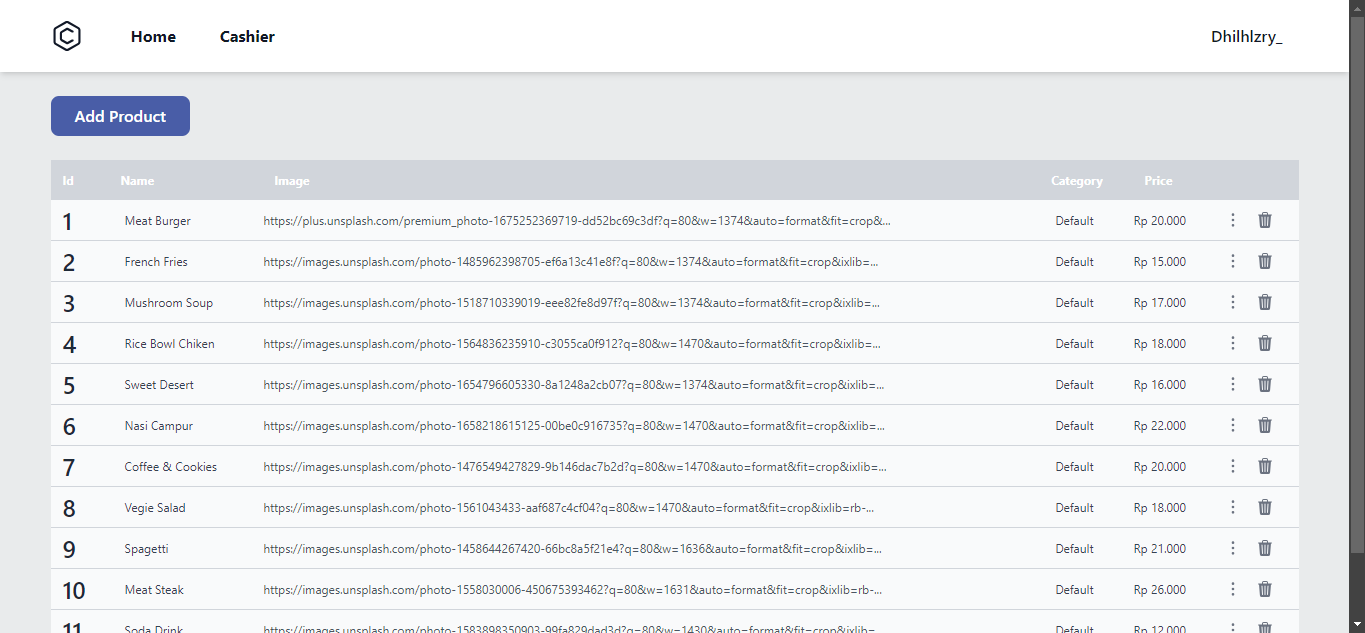 Home Cashier Dhilhlzry_
Add Product
Id Name Image Category Price
1 Meat Burger https://plus.unsplash.com/premium_photo-1675252369719-dd52bc69c3df?q=80&w=1374&auto=format&fit=crop&... Default Rp 20.000
2 French Fries https://images.unsplash.com/photo-1485962398705-ef6a13c41e8f?q=80&w=1374&auto=format&fit=crop&ixlib=... Default Rp 15.000
3 Mushroom Soup https://images.unsplash.com/photo-1518710339019-eee82fe8d97f?q=80&w=1374&auto=format&fit=crop&ixlib=... Default Rp 17.000
4 Rice Bowl Chiken https://images.unsplash.com/photo-1564836235910-c3055ca0f912?q=80&w=1470&auto=format&fit=crop&ixlib=... Default Rp 18.000
5 Sweet Desert https://images.unsplash.com/photo-1654796605330-8a1248a2cb07?q=80&w=1374&auto=format&fit=crop&ixlib=... Default Rp 16.000
6 Nasi Campur https://images.unsplash.com/photo-1658218615125-00be0c916735?q=80&w=1470&auto=format&fit=crop&ixlib=... Default Rp 22.000
7 Coffee & Cookies https://images.unsplash.com/photo-1476549427829-9b146dac7b2d?q=80&w=1470&auto=format&fit=crop&ixlib=... Default Rp 20.000
8 Vegie Salad https://images.unsplash.com/photo-1561043433-aaf687c4cf04?q=80&w=1470&auto=format&fit=crop&ixlib=rb-... Default Rp 18.000
9 Spagetti https://images.unsplash.com/photo-1458644267420-66bc8a5f21e4?q=80&w=1636&auto=format&fit=crop&ixlib=... Default Rp 21.000
10 Meat Steak https://images.unsplash.com/photo-1558030006-450675393462?q=80&w=1631&auto=format&fit=crop&ixlib=rb-... Default Rp 26.000
11 Soda Drink https://images.unsplash.com/photo-1583898350903-99fa829dad3d?q=80&w=1430&auto=format&fit=crop&ixlib=... Default Rp 12.000